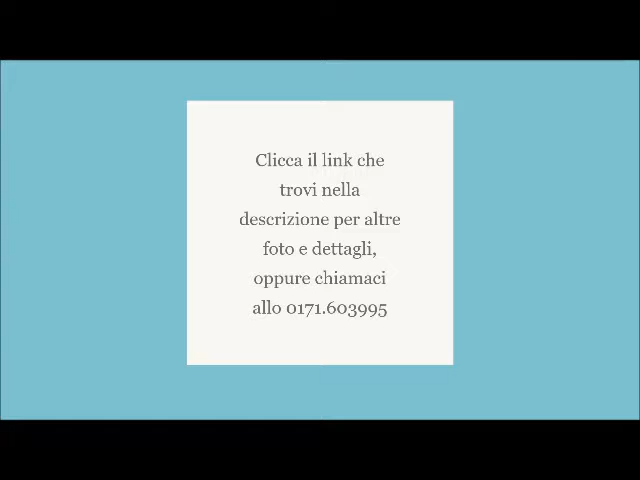 Clicca il link che
trovi nella
descrizione per altre
foto e dettagli,
oppure chiamaci
allo 0171.603995